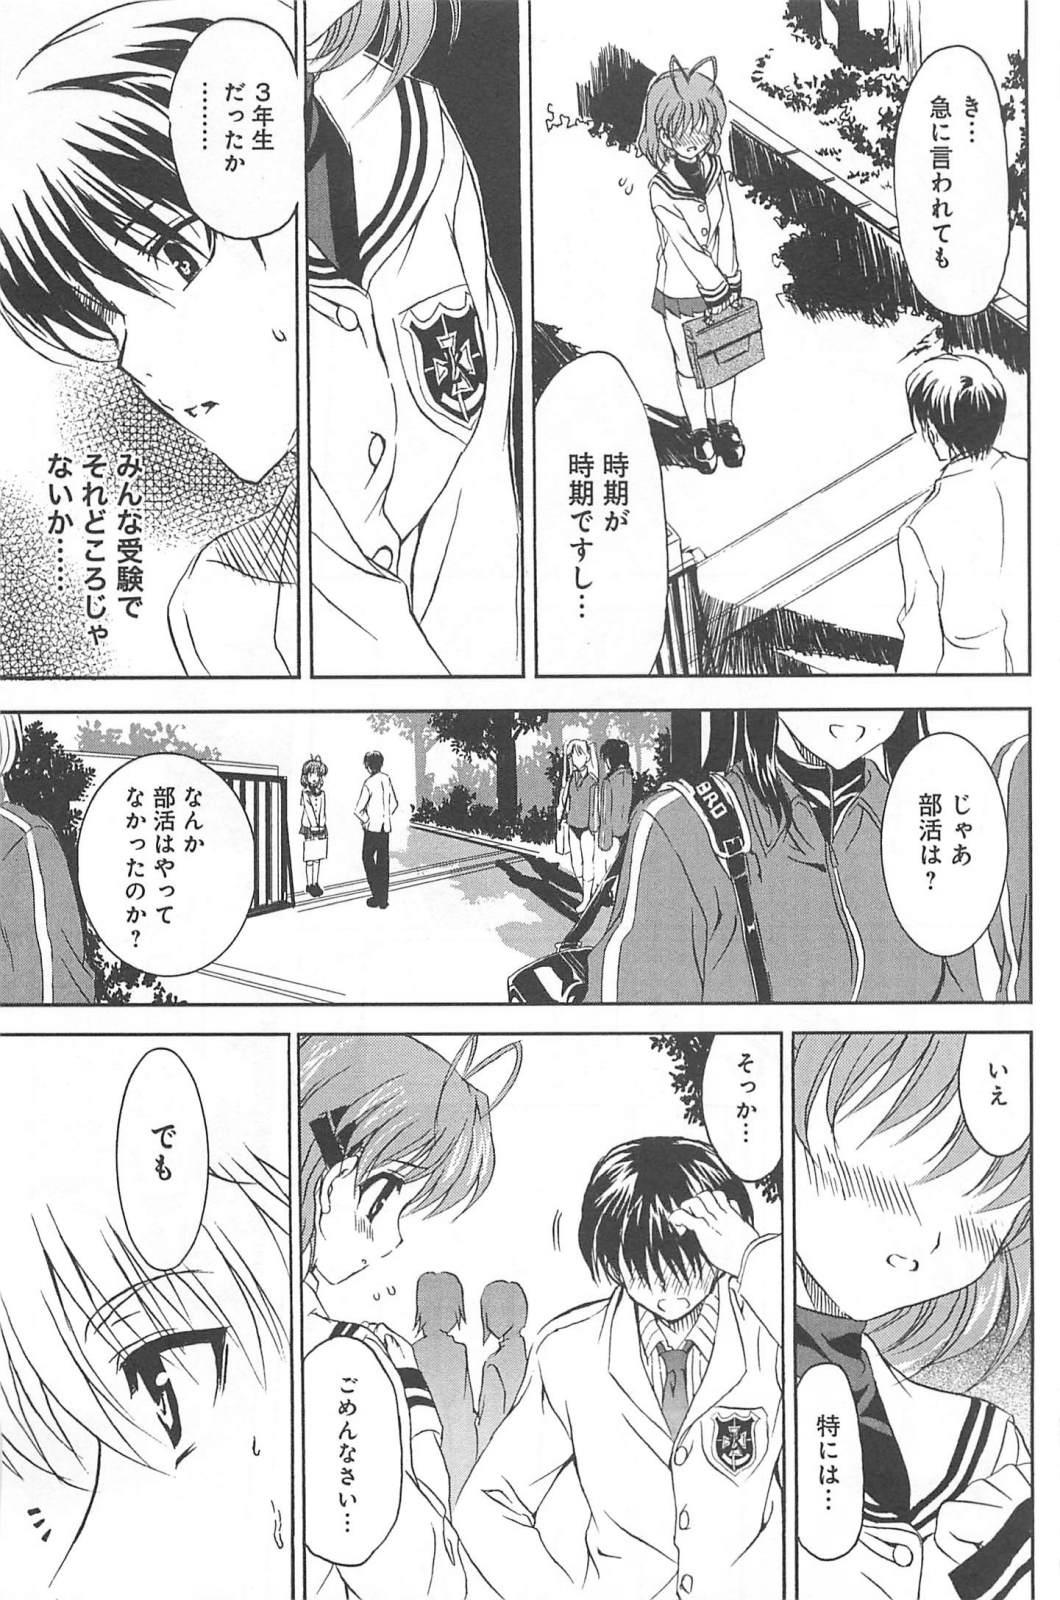 き…
急に言われても
時期が
時期ですし…
３年生
だったか
………
みんな受験で
それどころじゃ
ないか……
じゃあ
部活は?
BRO
なんか
部活はやって
なかったのか?
いえ
特には…
そっか…
ごめんなさい…
でも